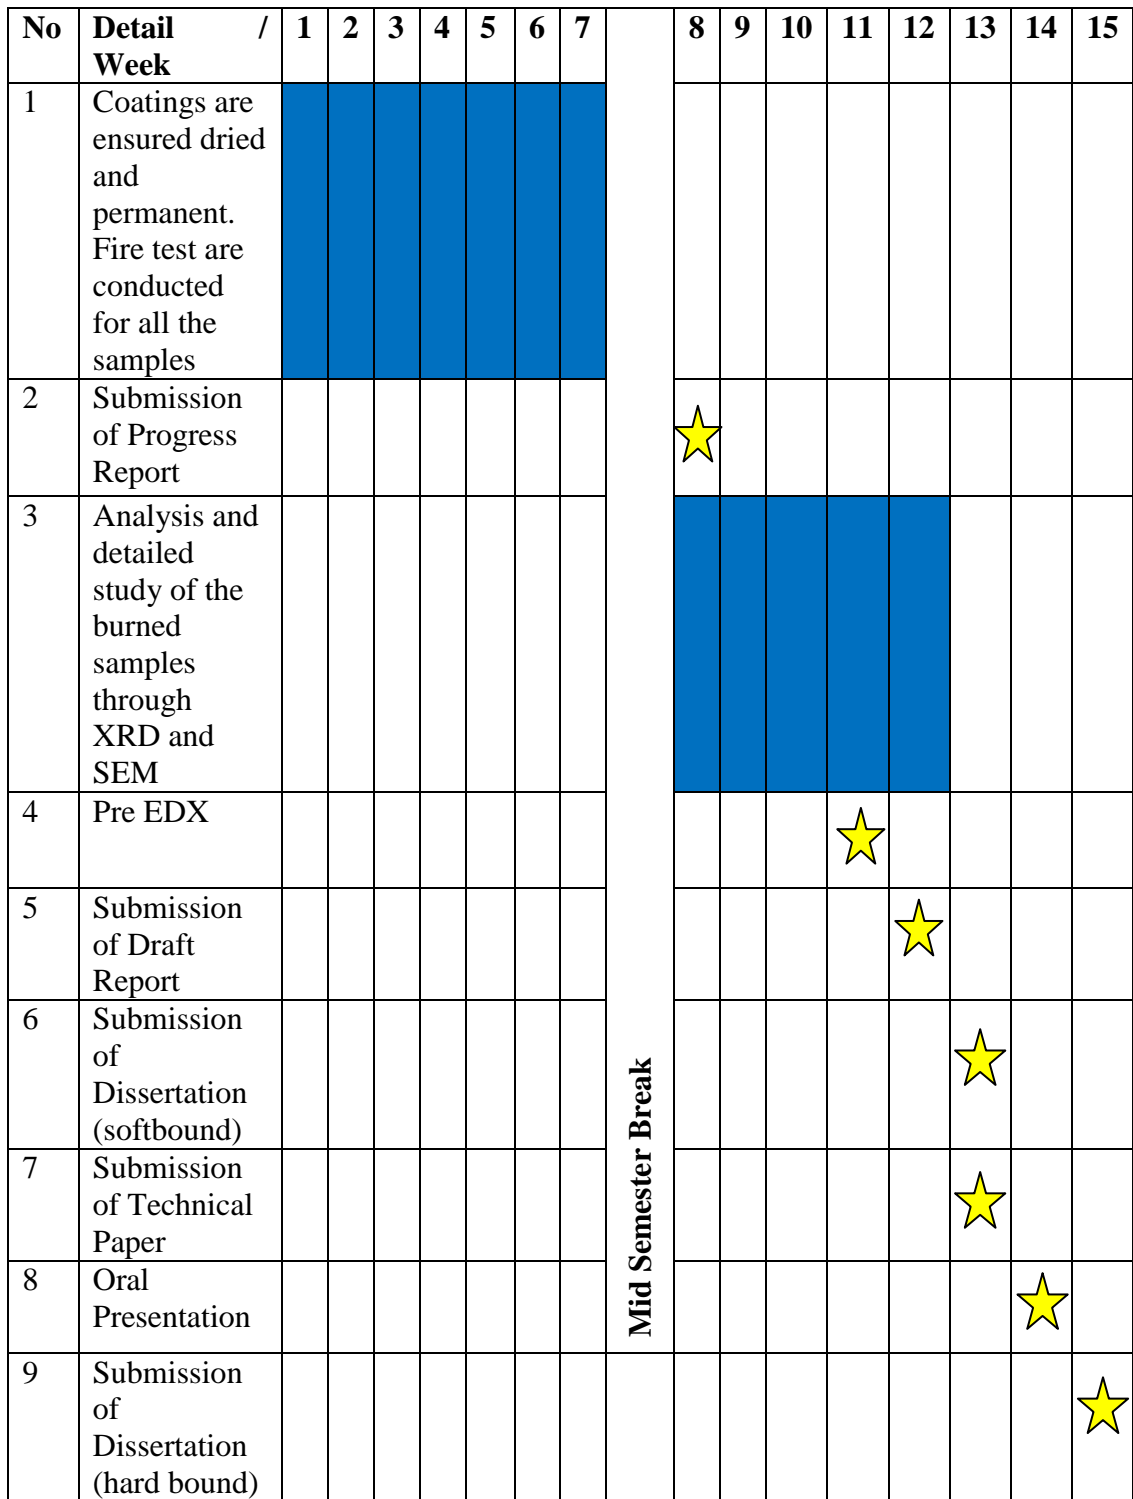 No Detail / 1 2 3 4 5 6 7 8 9 10 11 12 13 14 15
Week
1 Coatings are
ensured dried
and
permanent.
Fire test are
conducted
for all the
samples
2 Submission
of Progress
Report
3 Analysis and
detailed
study of the
burned
samples
through
XRD and
SEM
4 Pre EDX
5 Submission
of Draft
Report
6 Submission
of
Dissertation
(softbound)
7 Submission
of Technical
Paper
8 Oral
Presentation
9 Submission
of
Dissertation
(hard bound)
Mid Semester Break